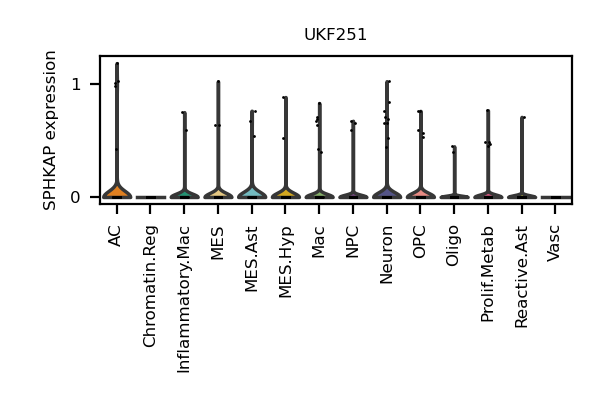 UKF251
SPHKAP expression
1
0
AC
Chromatin.Reg
Inflammatory.Mac
MES
MES.Ast
MES.Hyp
Mac
NPC
Neuron
OPC
Oligo
Prolif.Metab
Reactive.Ast
Vasc